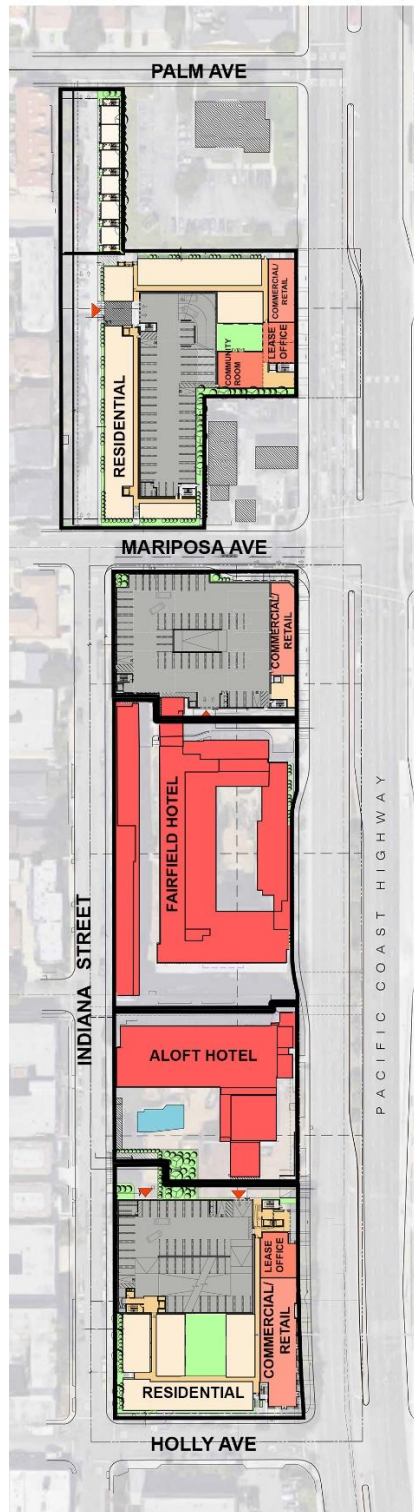 PALM AVE
COMMERCIAL/
RETAIL
LEASE
OFFICE
COMMUNITY
ROOM
RESIDENTIAL
MARIPOSA AVE
COMMERCIAL/
RETAIL
FAIRFIELD HOTEL
PACIFIC COAST HIGHWAY
INDIANA STREET
ALOFT HOTEL
LEASE
OFFICE
COMMERCIAL/
RETAIL
RESIDENTIAL
HOLLY AVE